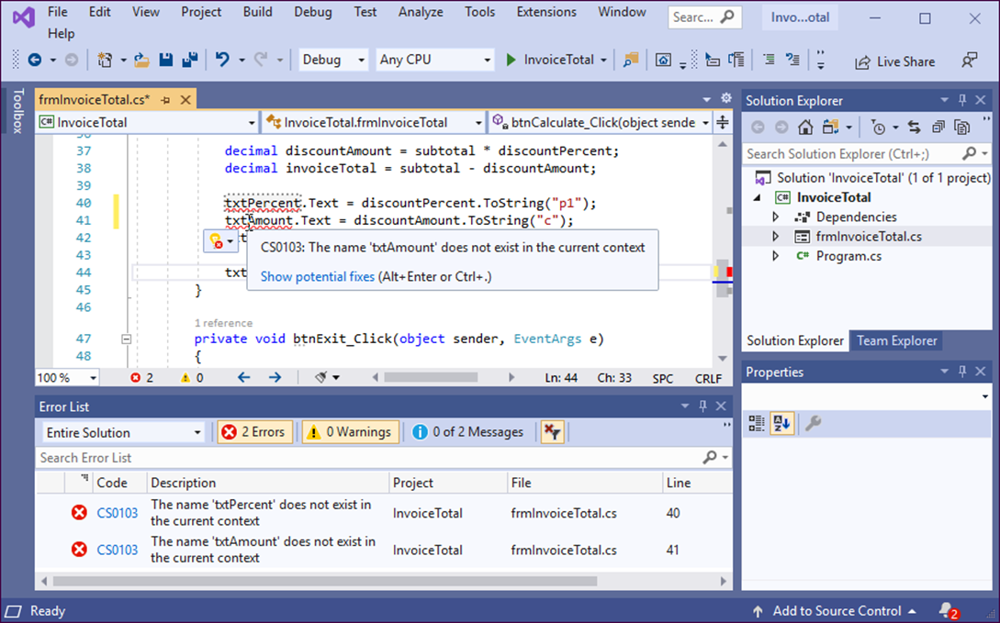 File Edit View Project Build Debug Test Analyze Tools Extensions Window
Searc... Invo...otal
Help
Debug Any CPU InvoiceTotal Live Share
Toolbox
frmInvoiceTotal.cs*
C# InvoiceTotal InvoiceTotal.frmInvoiceTotal btnCalculate_Click(object sende
37 decimal discountAmount = subtotal * discountPercent;
38 decimal invoiceTotal = subtotal - discountAmount;
39
40 txtPercent.Text = discountPercent.ToString("p1");
41 txtAmount.Text = discountAmount.ToString("c");
42
CS0103: The name 'txtAmount' does not exist in the current context
43
Show potential fixes (Alt+Enter or Ctrl+.)
44 txt
45 }
46
1 reference
47 private void btnExit_Click(object sender, EventArgs e)
48 {
100 % 2 0 Ln: 44 Ch: 33 SPC CRLF
Error List
Entire Solution 2 Errors 0 Warnings 0 of 2 Messages
Search Error List
Code Description Project File Line
CS0103 The name 'txtPercent' does not exist in the current context InvoiceTotal frmInvoiceTotal.cs 40
CS0103 The name 'txtAmount' does not exist in the current context InvoiceTotal frmInvoiceTotal.cs 41
Solution Explorer
Search Solution Explorer (Ctrl+;)
Solution 'InvoiceTotal' (1 of 1 project)
C# InvoiceTotal
Dependencies
frmInvoiceTotal.cs
C# Program.cs
Solution Explorer Team Explorer
Properties
Ready Add to Source Control 2